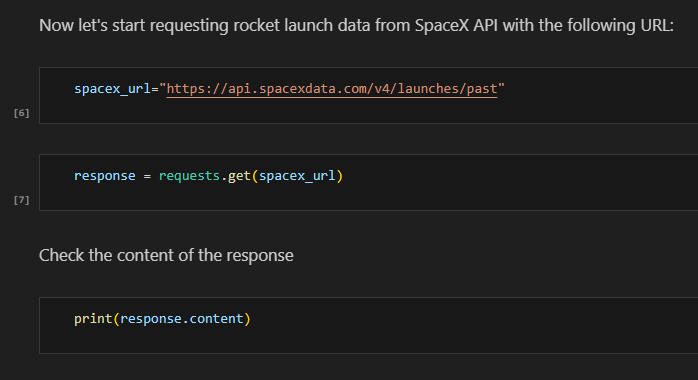 Now let's start requesting rocket launch data from SpaceX API with the following URL:
spacex_url="https://api.spacexdata.com/v4/launches/past"
[6]
response = requests.get(spacex_url)
[7]
Check the content of the response
print(response.content)